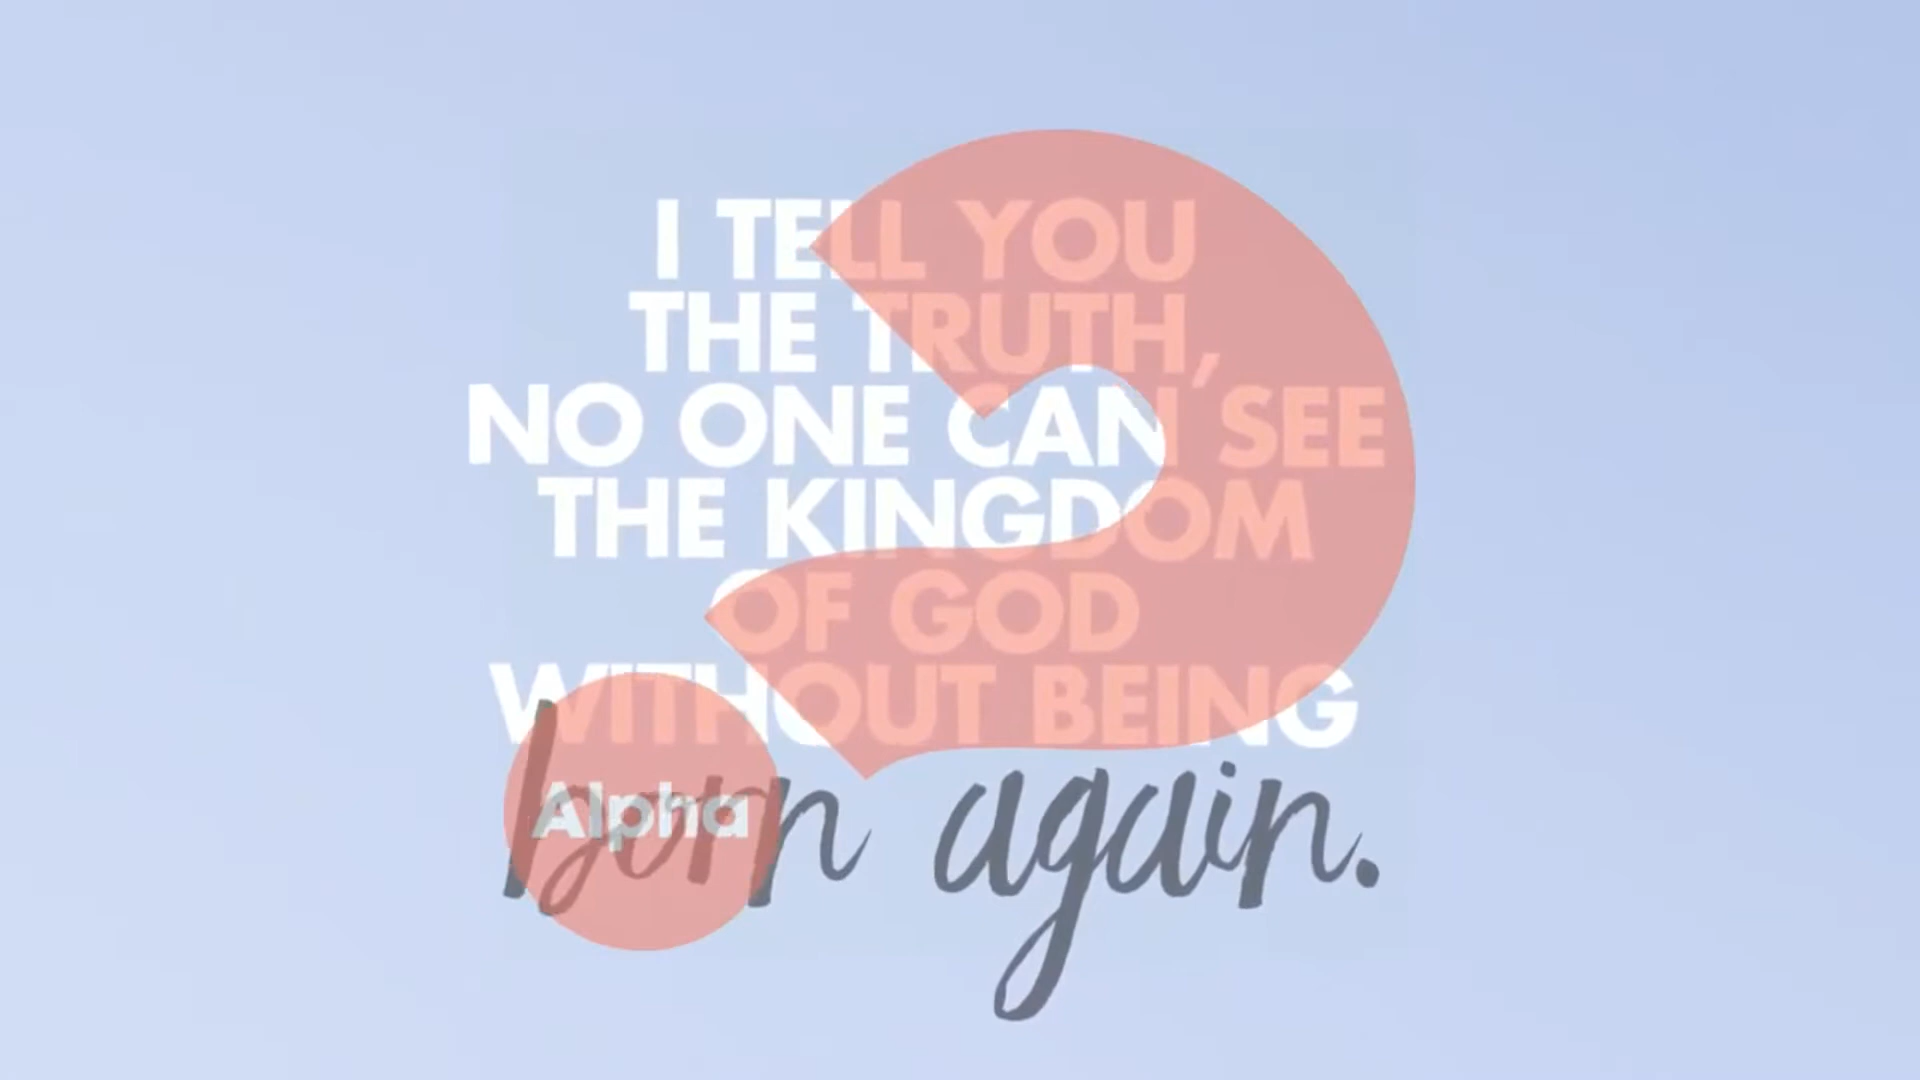 I TELL YOU
THE TRUTH,
NO ONE CAN SEE
THE KINGDOM
OF GOD
WITHOUT BEING
born again.
Alpha